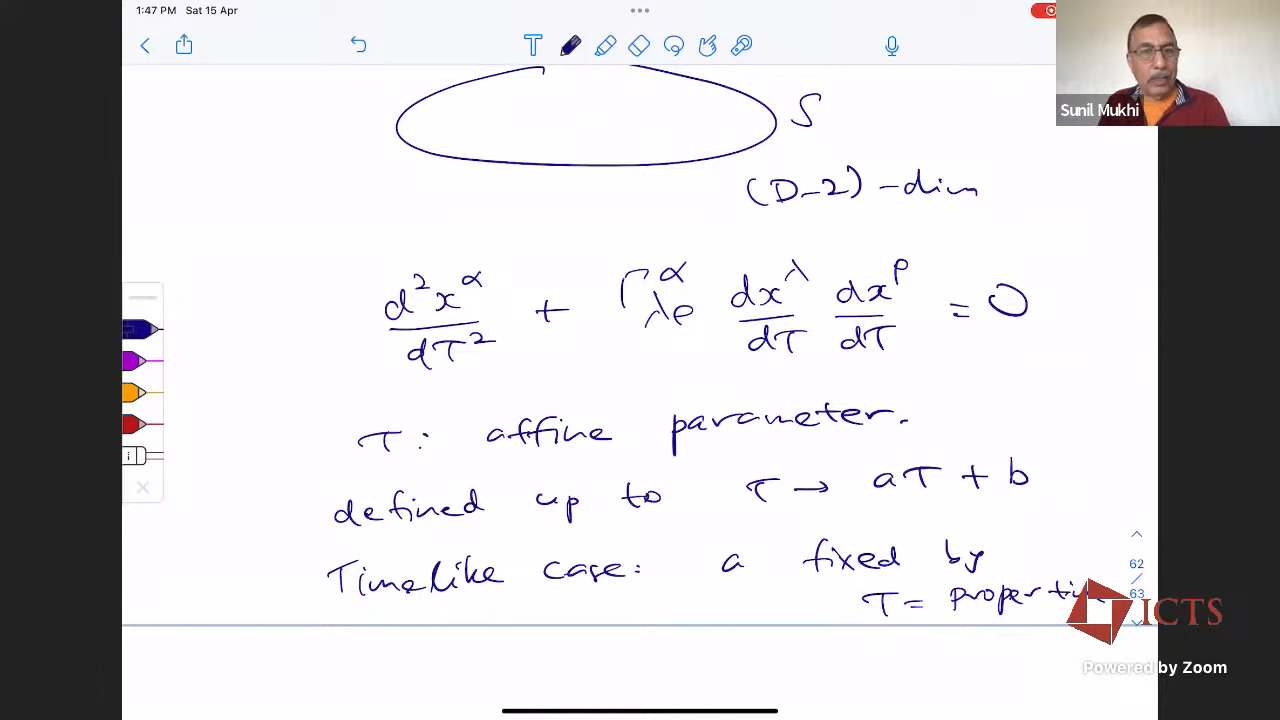 1:47 PM Sat 15 Apr
Sunil Mukhi
S
(D-2) -dim
d²x^α/dτ² + Γ^α_λρ dx^λ/dτ dx^ρ/dτ = 0
τ: affine parameter.
defined up to τ → aτ + b
Timelike case: a fixed by
τ = proper
62
/
63
ICTS
Powered by Zoom